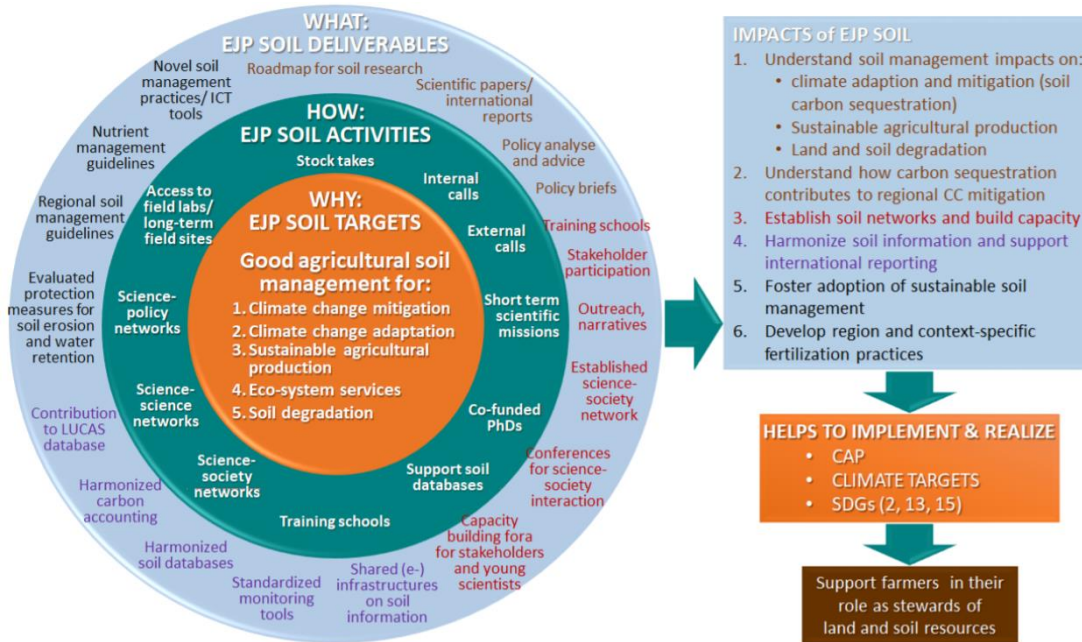 WHAT:
EJP SOIL DELIVERABLES
Roadmap for soil research
Scientific papers/
international
reports
Policy analyse
and advice
Policy briefs
Training schools
Stakeholder
participation
Outreach,
narratives
Established
science-
society
network
Conferences
for science-
society
interaction
Capacity
building fora
for stakeholders
and young
scientists
Shared (e-)
infrastructures
on soil
information
Standardized
monitoring
tools
Harmonized
soil databases
Harmonized
carbon
accounting
Contribution
to LUCAS
database
Evaluated
protection
measures for
soil erosion
and water
retention
Regional soil
management
guidelines
Nutrient
management
guidelines
Novel soil
management
practices/ ICT
tools
HOW:
EJP SOIL ACTIVITIES
Stock takes
Internal
calls
External
calls
Short term
scientific
missions
Co-funded
PhDs
Support soil
databases
Training schools
Science-
society
networks
Science-
science
networks
Science-
policy
networks
Access to
field labs/
long-term
field sites
WHY:
EJP SOIL TARGETS
Good agricultural soil
management for:
1. Climate change mitigation
2. Climate change adaptation
3. Sustainable agricultural
production
4. Eco-system services
5. Soil degradation
IMPACTS of EJP SOIL
1. Understand soil management impacts on:
• climate adaption and mitigation (soil
carbon sequestration)
• Sustainable agricultural production
• Land and soil degradation
2. Understand how carbon sequestration
contributes to regional CC mitigation
3. Establish soil networks and build capacity
4. Harmonize soil information and support
international reporting
5. Foster adoption of sustainable soil
management
6. Develop region and context-specific
fertilization practices
HELPS TO IMPLEMENT & REALIZE
• CAP
• CLIMATE TARGETS
• SDGs (2, 13, 15)
Support farmers in their
role as stewards of
land and soil resources